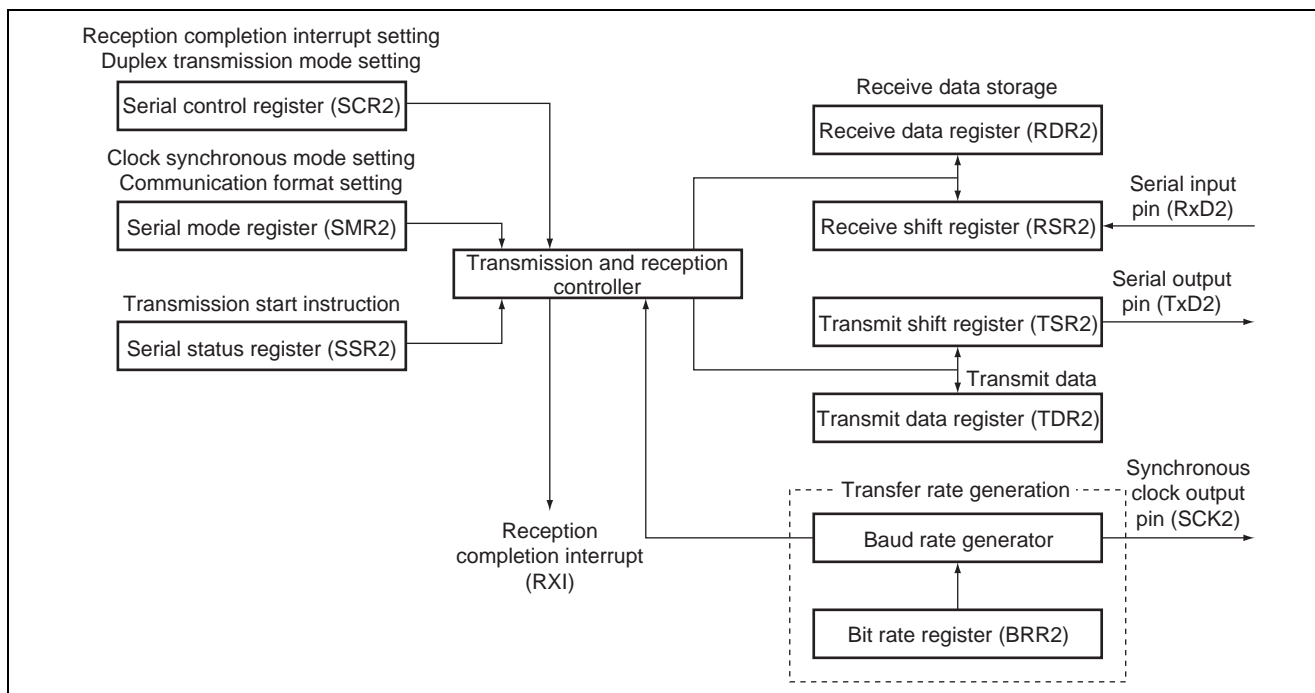 Reception completion interrupt setting
Duplex transmission mode setting
Serial control register (SCR2)
Clock synchronous mode setting
Communication format setting
Serial mode register (SMR2)
Transmission start instruction
Serial status register (SSR2)
Transmission and reception
controller
Reception
completion interrupt
(RXI)
Receive data storage
Receive data register (RDR2)
Receive shift register (RSR2)
Serial input
pin (RxD2)
Transmit shift register (TSR2)
Serial output
pin (TxD2)
Transmit data
Transmit data register (TDR2)
Transfer rate generation
Baud rate generator
Bit rate register (BRR2)
Synchronous
clock output
pin (SCK2)